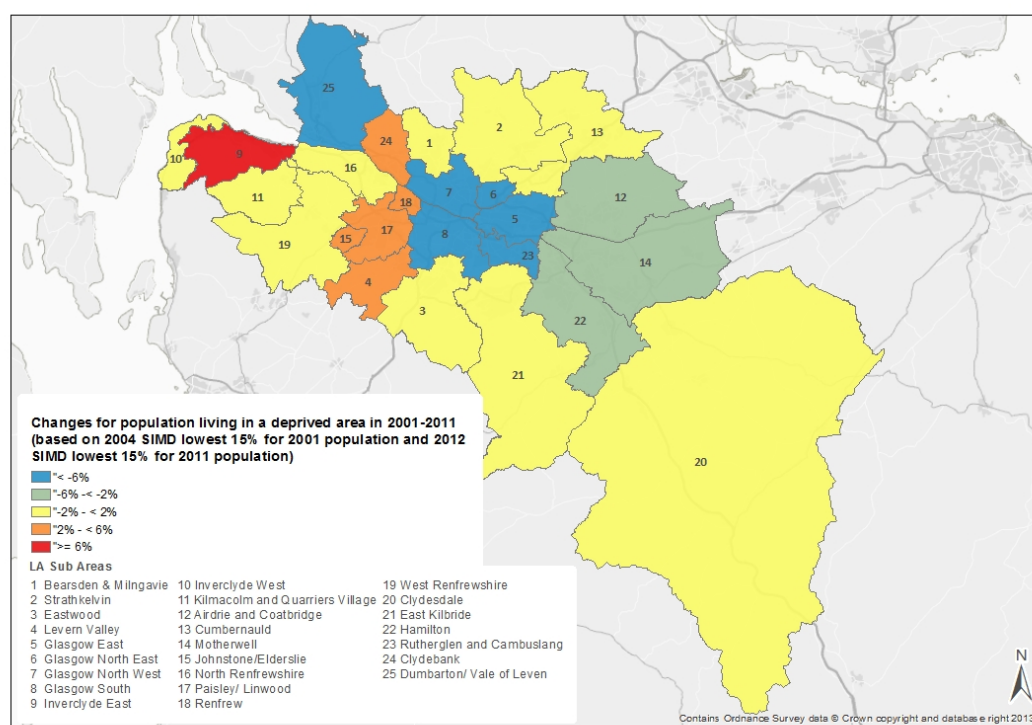 25
24
1
2
13
10
9
16
11
7
6
12
18
5
17
8
15
19
23
14
4
3
22
21
20
Changes for population living in a deprived area in 2001-2011
(based on 2004 SIMD lowest 15% for 2001 population and 2012
SIMD lowest 15% for 2011 population)
"< -6%
"-6% - < -2%
"-2% - < 2%
"2% - < 6%
">= 6%
LA Sub Areas
1 Bearsden & Milngavie
2 Strathkelvin
3 Eastwood
4 Levern Valley
5 Glasgow East
6 Glasgow North East
7 Glasgow North West
8 Glasgow South
9 Inverclyde East
10 Inverclyde West
11 Kilmacolm and Quarriers Village
12 Airdrie and Coatbridge
13 Cumbernauld
14 Motherwell
15 Johnstone/Elderslie
16 North Renfrewshire
17 Paisley/ Linwood
18 Renfrew
19 West Renfrewshire
20 Clydesdale
21 East Kilbride
22 Hamilton
23 Rutherglen and Cambuslang
24 Clydebank
25 Dumbarton/ Vale of Leven
N
Contains Ordnance Survey data © Crown copyright and database right